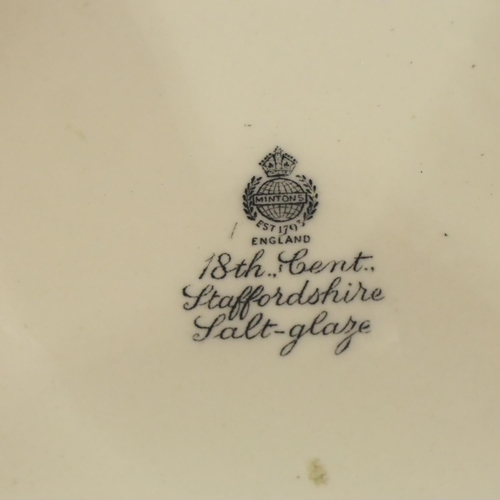 MINTONS
EST 1793
ENGLAND
18th., Cent.,
Staffordshire
Salt-glaze